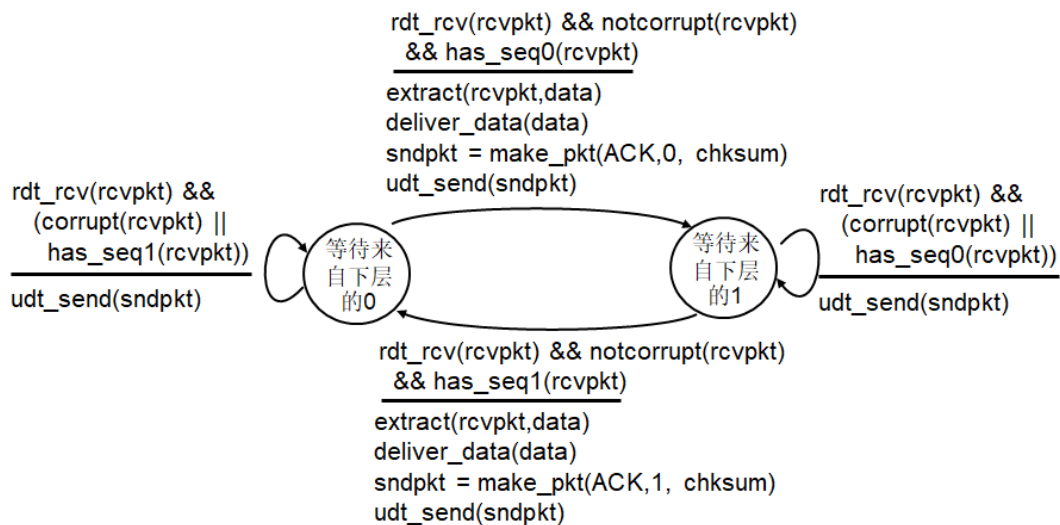 rdt_rcv(rcvpkt) && notcorrupt(rcvpkt)
&& has_seq0(rcvpkt)
extract(rcvpkt,data)
deliver_data(data)
sndpkt = make_pkt(ACK,0, chksum)
udt_send(sndpkt)
rdt_rcv(rcvpkt) &&
(corrupt(rcvpkt) ||
has_seq1(rcvpkt))
udt_send(sndpkt)
等待来
自下层
的0
等待来
自下层
的1
rdt_rcv(rcvpkt) &&
(corrupt(rcvpkt) ||
has_seq0(rcvpkt))
udt_send(sndpkt)
rdt_rcv(rcvpkt) && notcorrupt(rcvpkt)
&& has_seq1(rcvpkt)
extract(rcvpkt,data)
deliver_data(data)
sndpkt = make_pkt(ACK,1, chksum)
udt_send(sndpkt)